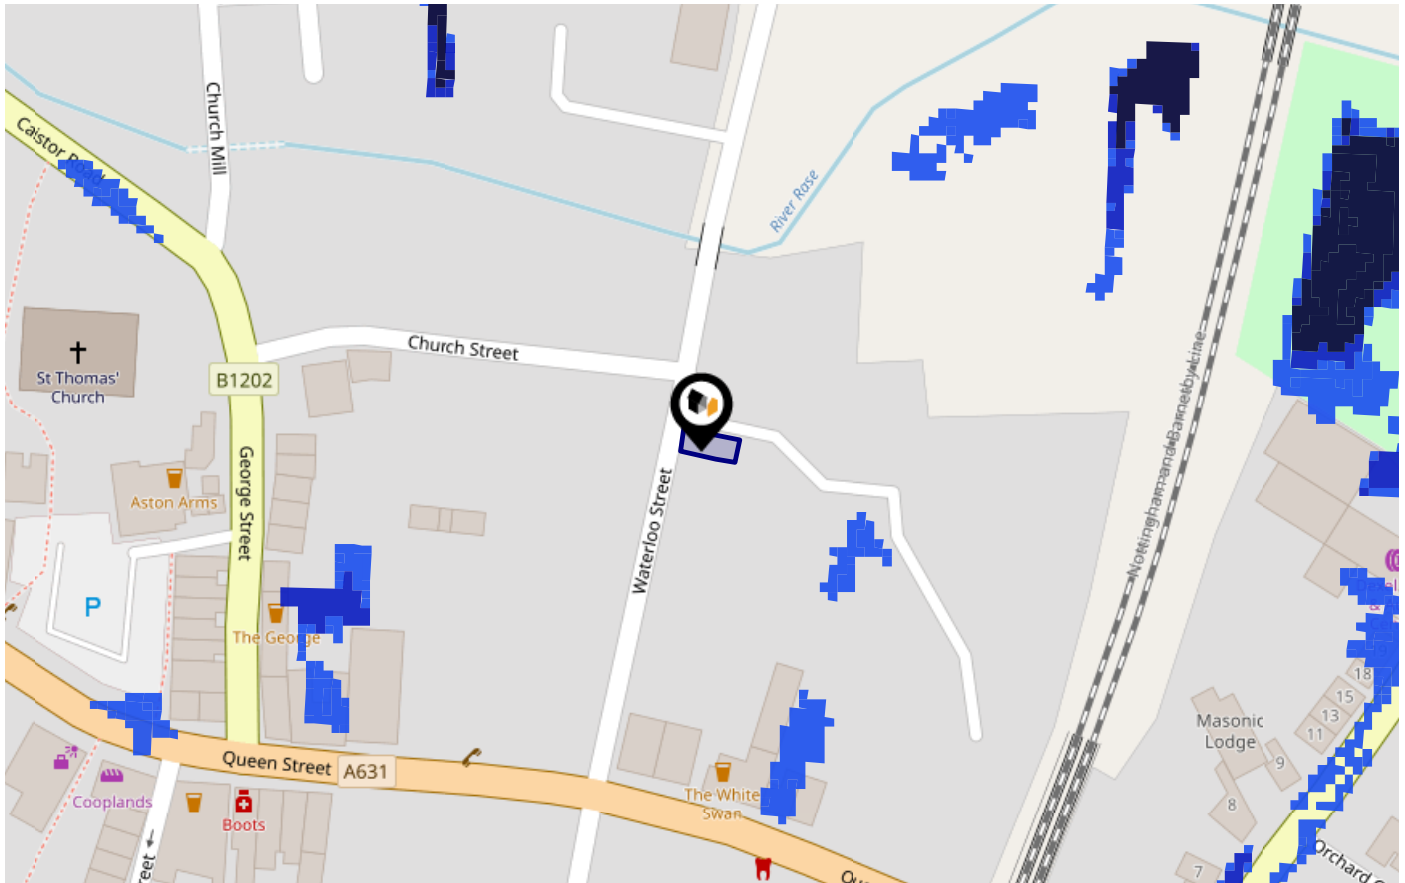 Church Mill
Caistor Road
River Rase
Church Street
St Thomas'
Church
B1202
Nottingham and Barnetby Line
George Street
Aston Arms
Waterloo Street
P
The George
18
15
13
11
Masonic
Lodge
9
8
7
Queen Street
A631
Cooplands
Boots
The White
Swan
Orchard